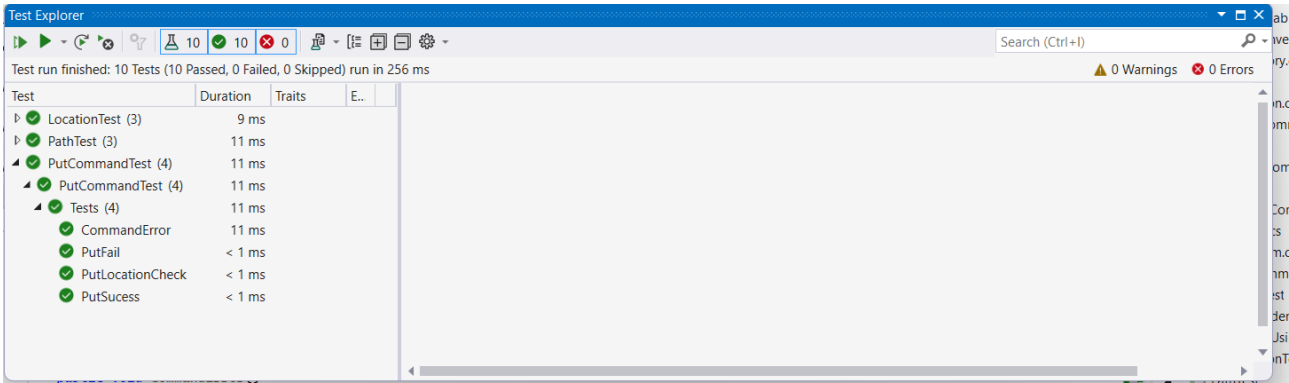 Test Explorer
10 10 0 Search (Ctrl+I)
Test run finished: 10 Tests (10 Passed, 0 Failed, 0 Skipped) run in 256 ms 0 Warnings 0 Errors
Test Duration Traits E..
LocationTest (3) 9 ms
PathTest (3) 11 ms
PutCommandTest (4) 11 ms
PutCommandTest (4) 11 ms
Tests (4) 11 ms
CommandError 11 ms
PutFail < 1 ms
PutLocationCheck < 1 ms
PutSucess < 1 ms